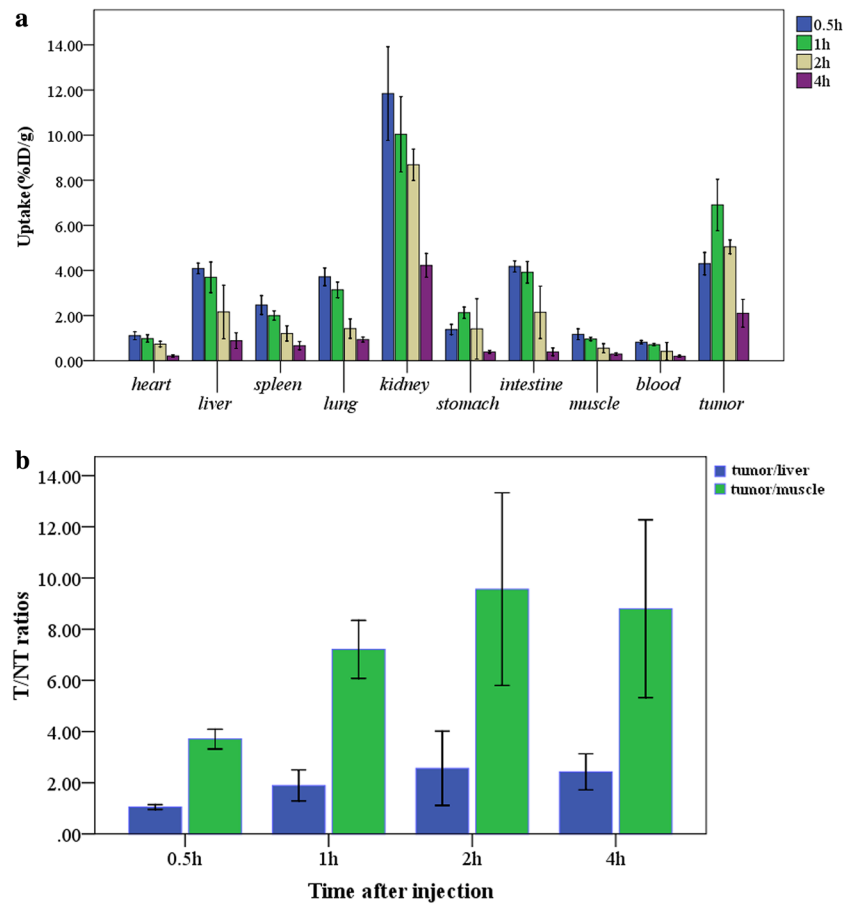 a
0.5h
1h
2h
4h
14.00
12.00
10.00
8.00
6.00
4.00
2.00
0.00
Uptake(%ID/g)
heart
liver
spleen
lung
kidney
stomach
intestine
muscle
blood
tumor
b
tumor/liver
tumor/muscle
14.00
12.00
10.00
8.00
6.00
4.00
2.00
.00
T/NT ratios
0.5h
1h
2h
4h
Time after injection